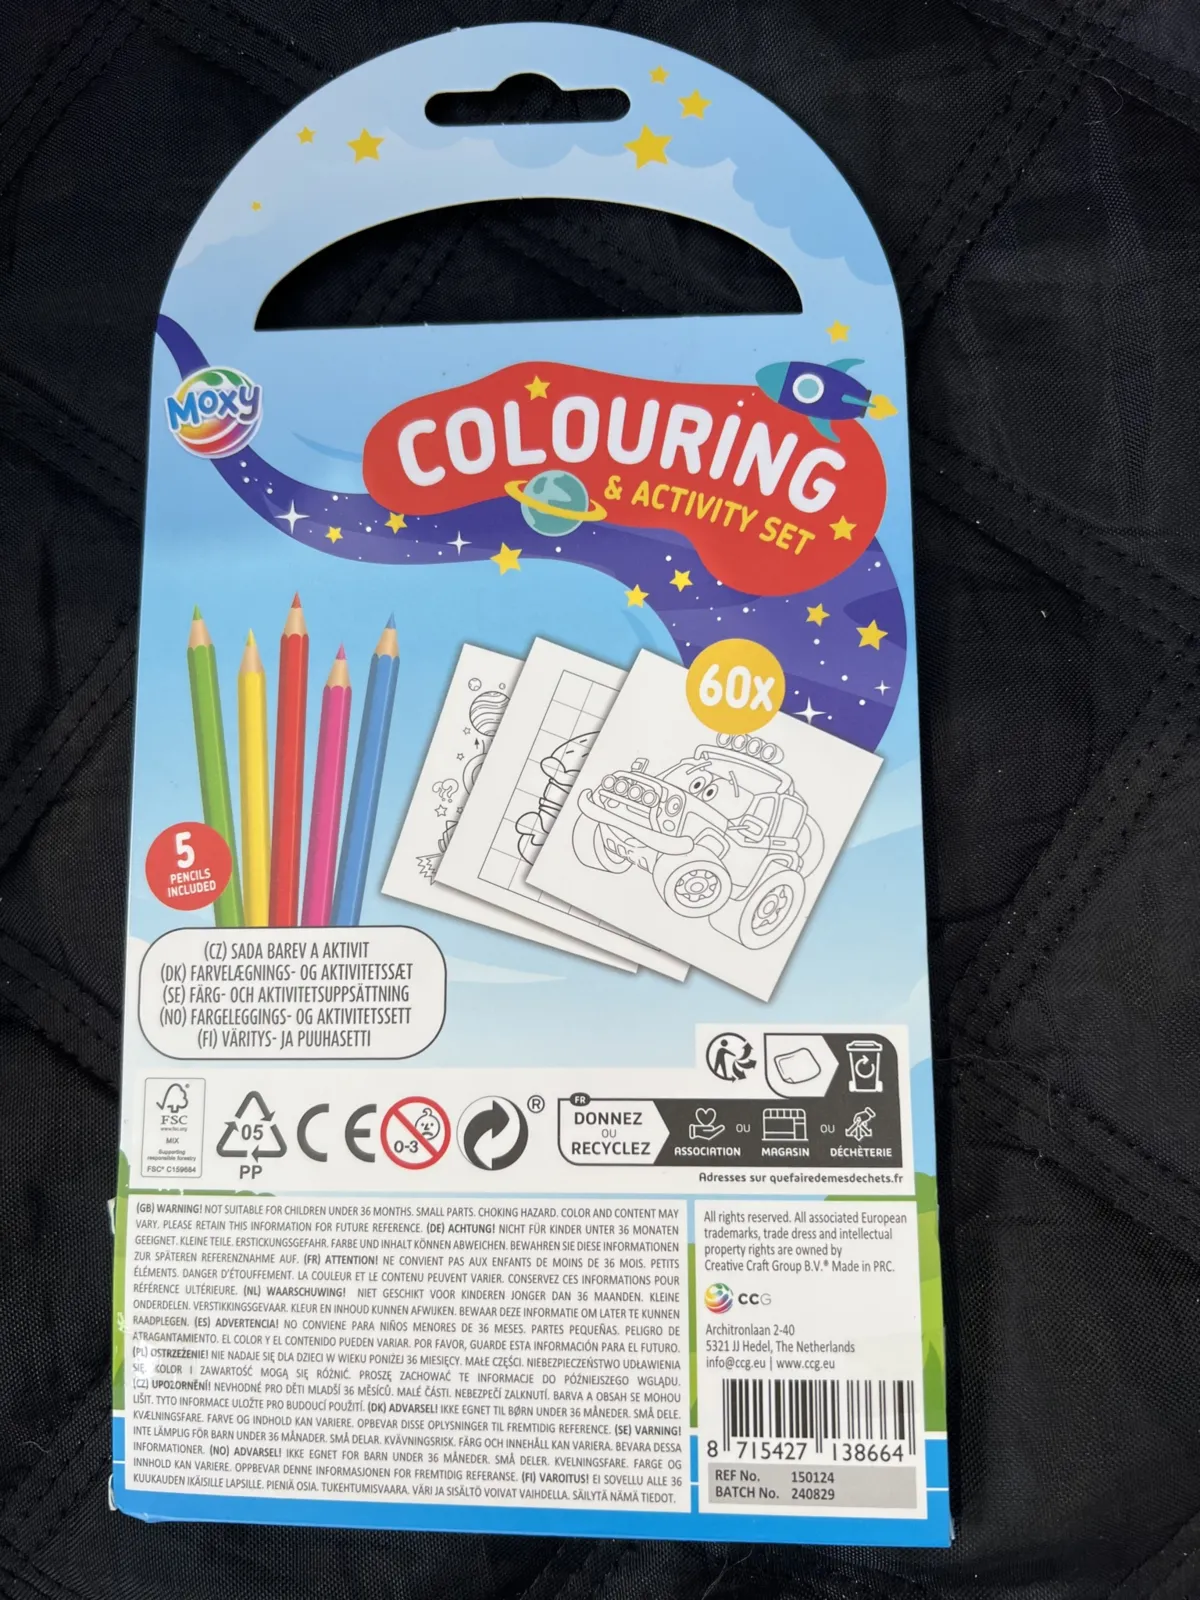 Moxy
COLOURING
& ACTIVITY SET
60x
5
PENCILS
INCLUDED
(CZ) SADA BAREV A AKTIVIT
(DK) FARVELÆGNINGS- OG AKTIVITETSSÆT
(SE) FÄRG- OCH AKTIVITETSUPPSÄTTNING
(NO) FARGELEGGINGS- OG AKTIVITETSSETT
(FI) VÄRITYS- JA PUUHASETTI
FSC
www.fsc.org
MIX
Supporting
responsible forestry
FSC® C159684
05
PP
CE
0-3
®
FR
DONNEZ
OU
RECYCLEZ
ASSOCIATION
OU
MAGASIN
OU
DÉCHÈTERIE
Adresses sur quefairedemesdechets.fr
(GB) WARNING! NOT SUITABLE FOR CHILDREN UNDER 36 MONTHS. SMALL PARTS. CHOKING HAZARD. COLOR AND CONTENT MAY
VARY. PLEASE RETAIN THIS INFORMATION FOR FUTURE REFERENCE. (DE) ACHTUNG! NICHT FÜR KINDER UNTER 36 MONATEN
GEEIGNET. KLEINE TEILE. ERSTICKUNGSGEFAHR. FARBE UND INHALT KÖNNEN ABWEICHEN. BEWAHREN SIE DIESE INFORMATIONEN
ZUR SPÄTEREN REFERENZNAHME AUF. (FR) ATTENTION! NE CONVIENT PAS AUX ENFANTS DE MOINS DE 36 MOIS. PETITS
ÉLÉMENTS. DANGER D'ÉTOUFFEMENT. LA COULEUR ET LE CONTENU PEUVENT VARIER. CONSERVEZ CES INFORMATIONS POUR
RÉFÉRENCE ULTÉRIEURE. (NL) WAARSCHUWING! NIET GESCHIKT VOOR KINDEREN JONGER DAN 36 MAANDEN. KLEINE
ONDERDELEN. VERSTIKKINGSGEVAAR. KLEUR EN INHOUD KUNNEN AFWIJKEN. BEWAAR DEZE INFORMATIE OM LATER TE KUNNEN
RAADPLEGEN. (ES) ADVERTENCIA! NO CONVIENE PARA NIÑOS MENORES DE 36 MESES. PARTES PEQUEÑAS. PELIGRO DE
ATRAGANTAMIENTO. EL COLOR Y EL CONTENIDO PUEDEN VARIAR. POR FAVOR, GUARDE ESTA INFORMACIÓN PARA EL FUTURO.
(PL) OSTRZEŻENIE! NIE NADAJE SIĘ DLA DZIECI W WIEKU PONIŻEJ 36 MIESIĘCY. MAŁE CZĘŚCI. NIEBEZPIECZEŃSTWO UDŁAWIENIA
SIĘ. KOLOR I ZAWARTOŚĆ MOGĄ SIĘ RÓŻNIĆ. PROSZĘ ZACHOWAĆ TE INFORMACJE DO PÓŹNIEJSZEGO WGLĄDU.
(CZ) UPOZORNĚNÍ! NEVHODNÉ PRO DĚTI MLADŠÍ 36 MĚSÍCŮ. MALÉ ČÁSTI. NEBEZPEČÍ ZALKNUTÍ. BARVA A OBSAH SE MOHOU
LIŠIT. TYTO INFORMACE ULOŽTE PRO BUDOUCÍ POUŽITÍ. (DK) ADVARSEL! IKKE EGNET TIL BØRN UNDER 36 MÅNEDER. SMÅ DELE.
KVÆLNINGSFARE. FARVE OG INDHOLD KAN VARIERE. OPBEVAR DISSE OPLYSNINGER TIL FREMTIDIG REFERENCE. (SE) VARNING!
INTE LÄMPLIG FÖR BARN UNDER 36 MÅNADER. SMÅ DELAR. KVÄVNINGSRISK. FÄRG OCH INNEHÅLL KAN VARIERA. BEVARA DESSA
INFORMATIONER. (NO) ADVARSEL! IKKE EGNET FOR BARN UNDER 36 MÅNEDER. SMÅ DELER. KVELNINGSFARE. FARGE OG
INNHOLD KAN VARIERE. OPPBEVAR DENNE INFORMASJONEN FOR FREMTIDIG REFERANSE. (FI) VAROITUS! EI SOVELLU ALLE 36
KUUKAUDEN IKÄISILLE LAPSILLE. PIENIÄ OSIA. TUKEHTUMISVAARA. VÄRI JA SISÄLTÖ VOIVAT VAIHDELLA. SÄILYTÄ NÄMÄ TIEDOT.
All rights reserved. All associated European
trademarks, trade dress and intellectual
property rights are owned by
Creative Craft Group B.V.® Made in PRC.
CCG
Architronlaan 2-40
5321 JJ Hedel, The Netherlands
info@ccg.eu | www.ccg.eu
8 715427 138664
REF No. 150124
BATCH No. 240829